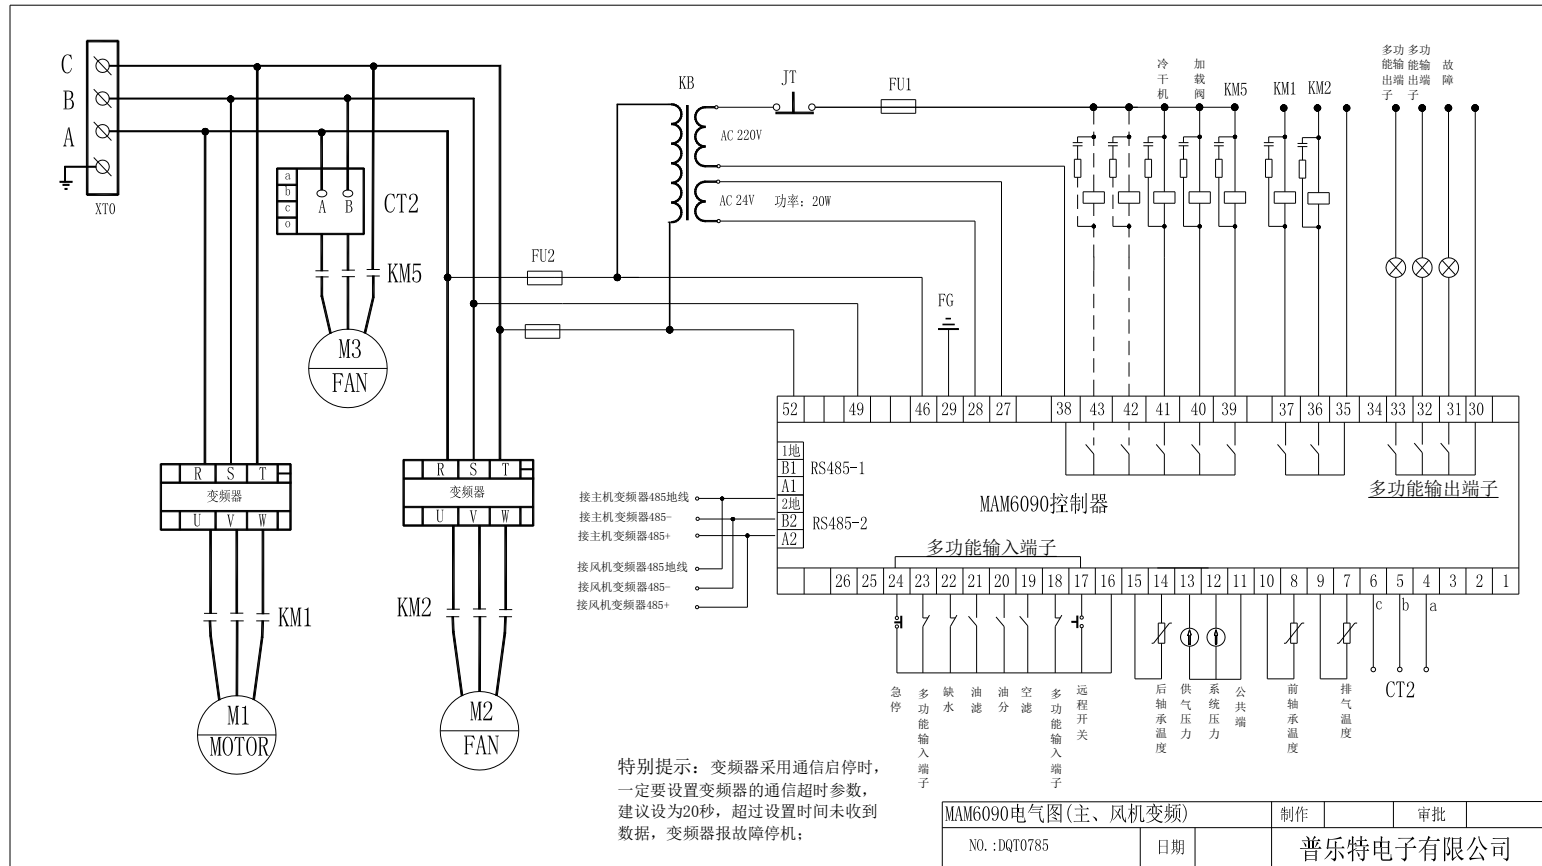 C
B
A
XT0
a
b
c
o
A B
CT2
KM5
M3
FAN
R S T
变频器
U V W
KM1
M1
MOTOR
R S T
变频器
U V W
KM2
M2
FAN
FU2
KB
AC 220V
AC 24V
功率：20W
JT
FU1
FG
冷干机
加载阀
KM5
KM1
KM2
多功能输出端子
多功能输出端子
故障
52 49 46 29 28 27 38 43 42 41 40 39 37 36 35 34 33 32 31 30
1地
B1
A1
RS485-1
2地
B2
A2
RS485-2
接主机变频器485地线
接主机变频器485-
接主机变频器485+
接风机变频器485地线
接风机变频器485-
接风机变频器485+
MAM6090控制器
多功能输出端子
多功能输入端子
26 25 24 23 22 21 20 19 18 17 16 15 14 13 12 11 10 8 9 7 6 5 4 3 2 1
c b a
CT2
急停
多功能输入端子
缺水
油滤
油分
空滤
多功能输入端子
远程开关
后轴承温度
供气压力
系统压力
公共端
前轴承温度
排气温度
特别提示：变频器采用通信启停时，
一定要设置变频器的通信超时参数，
建议设为20秒，超过设置时间未收到
数据，变频器报故障停机；
MAM6090电气图(主、风机变频)
制作
审批
NO.:DQT0785
日期
普乐特电子有限公司